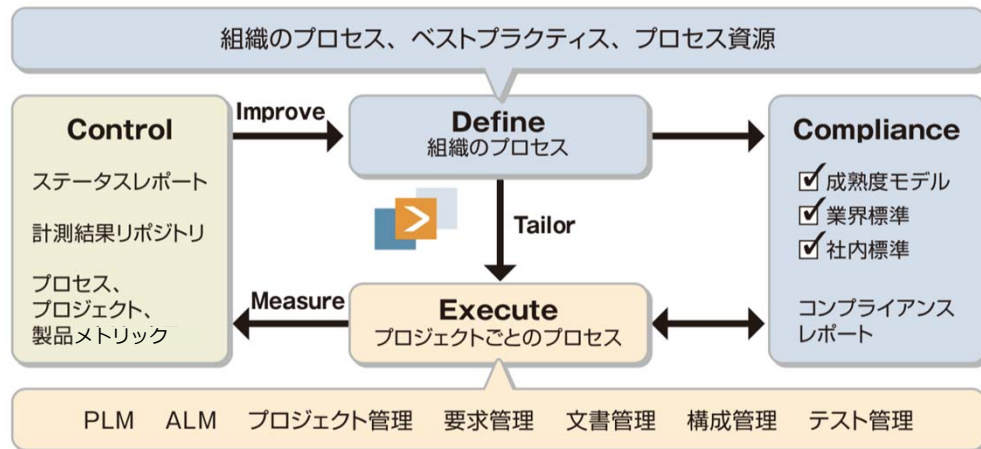 組織のプロセス、ベストプラクティス、プロセス資源
Control
ステータスレポート
計測結果リポジトリ
プロセス、
プロジェクト、
製品メトリック
Improve
Define
組織のプロセス
Tailor
Measure
Execute
プロジェクトごとのプロセス
Compliance
成熟度モデル
業界標準
社内標準
コンプライアンス
レポート
PLM ALM プロジェクト管理 要求管理 文書管理 構成管理 テスト管理